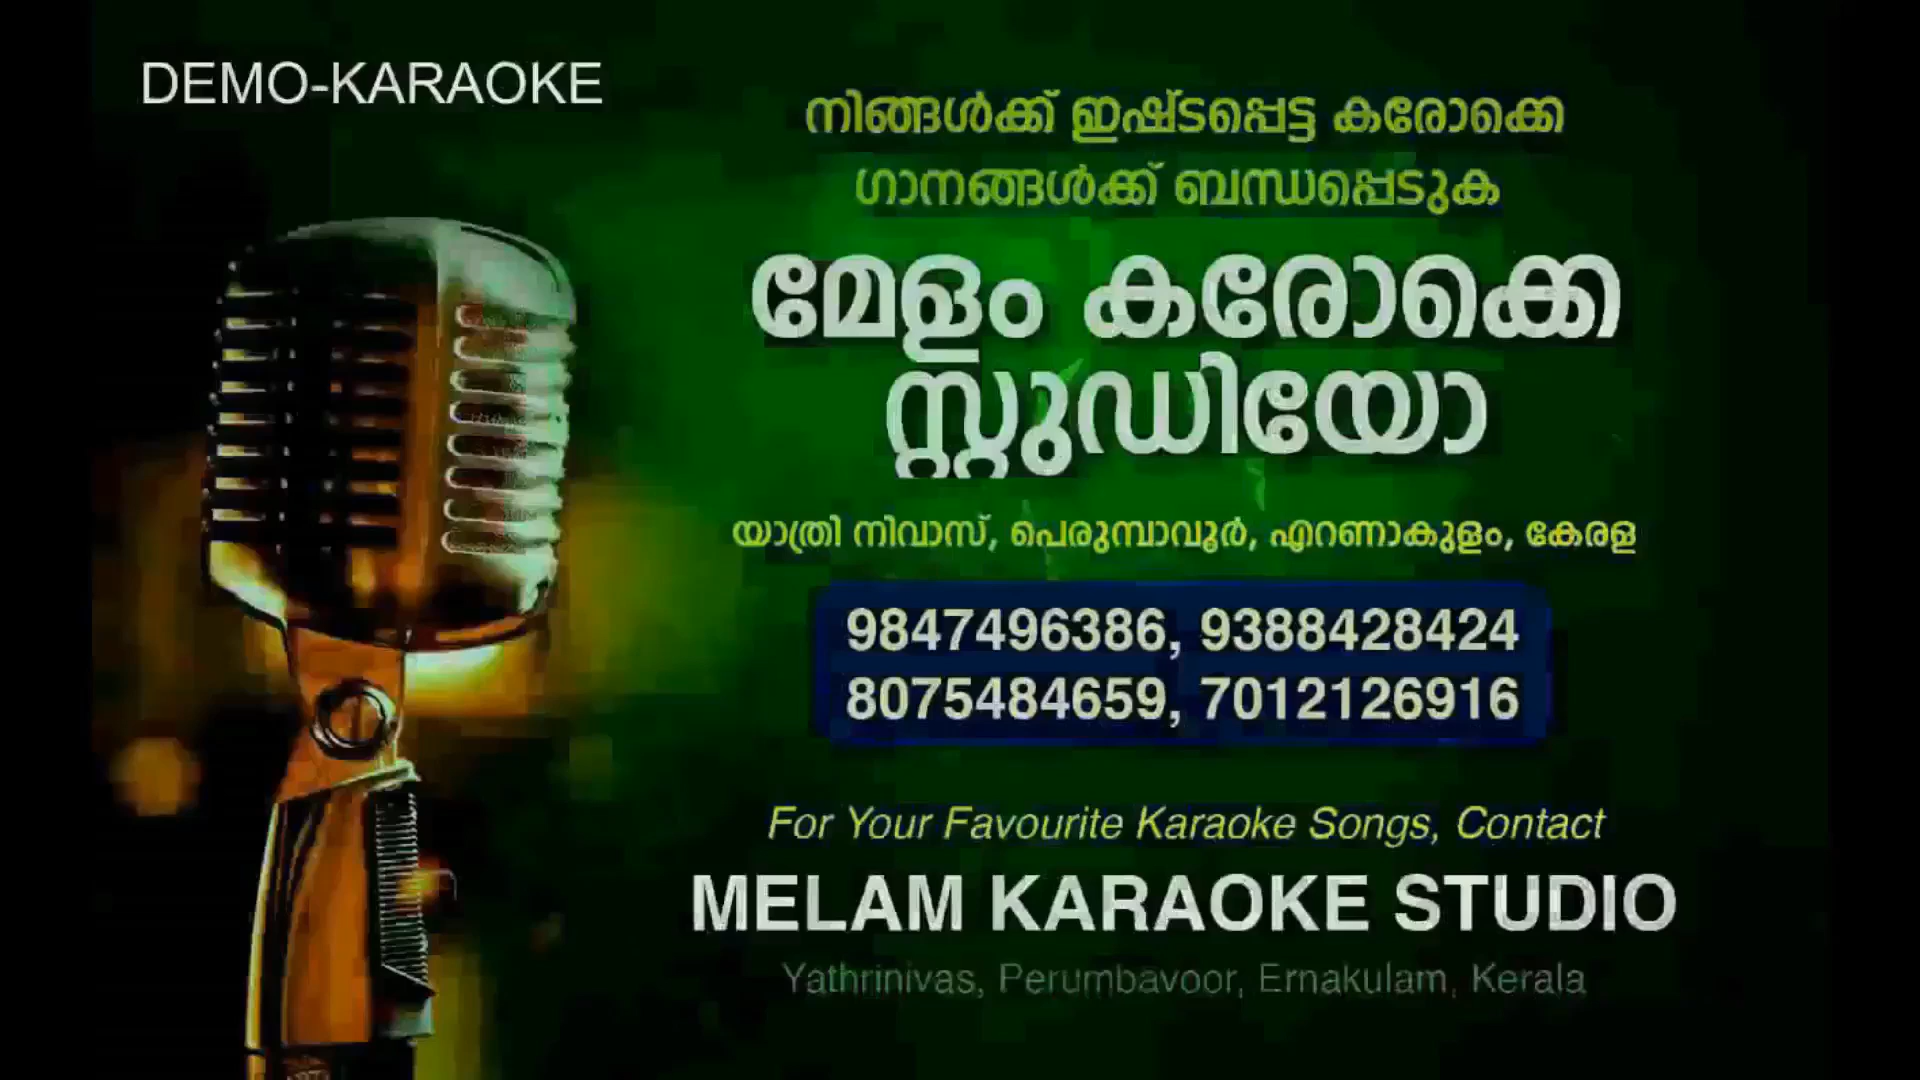 DEMO-KARAOKE
നിങ്ങൾക്ക് ഇഷ്ടപ്പെട്ട കരോക്കെ
ഗാനങ്ങൾക്ക് ബന്ധപ്പെടുക
മേളം കരോക്കെ
സ്റ്റുഡിയോ
യാത്രി നിവാസ്, പെരുമ്പാവൂർ, എറണാകുളം, കേരള
9847496386, 9388428424
8075484659, 7012126916
For Your Favourite Karaoke Songs, Contact
MELAM KARAOKE STUDIO
Yathrinivas, Perumbavoor, Ernakulam, Kerala